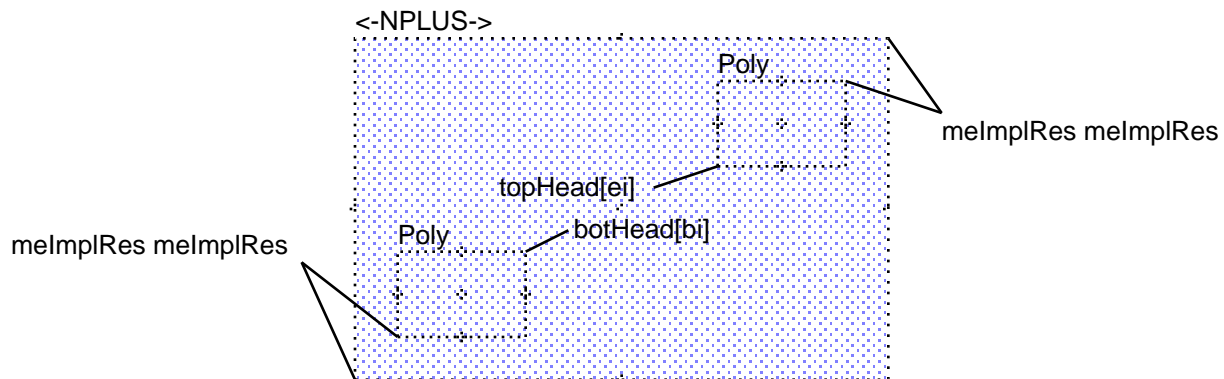 <-NPLUS->
Poly
meImplRes meImplRes
topHead[ei]
botHead[bi]
Poly
meImplRes meImplRes